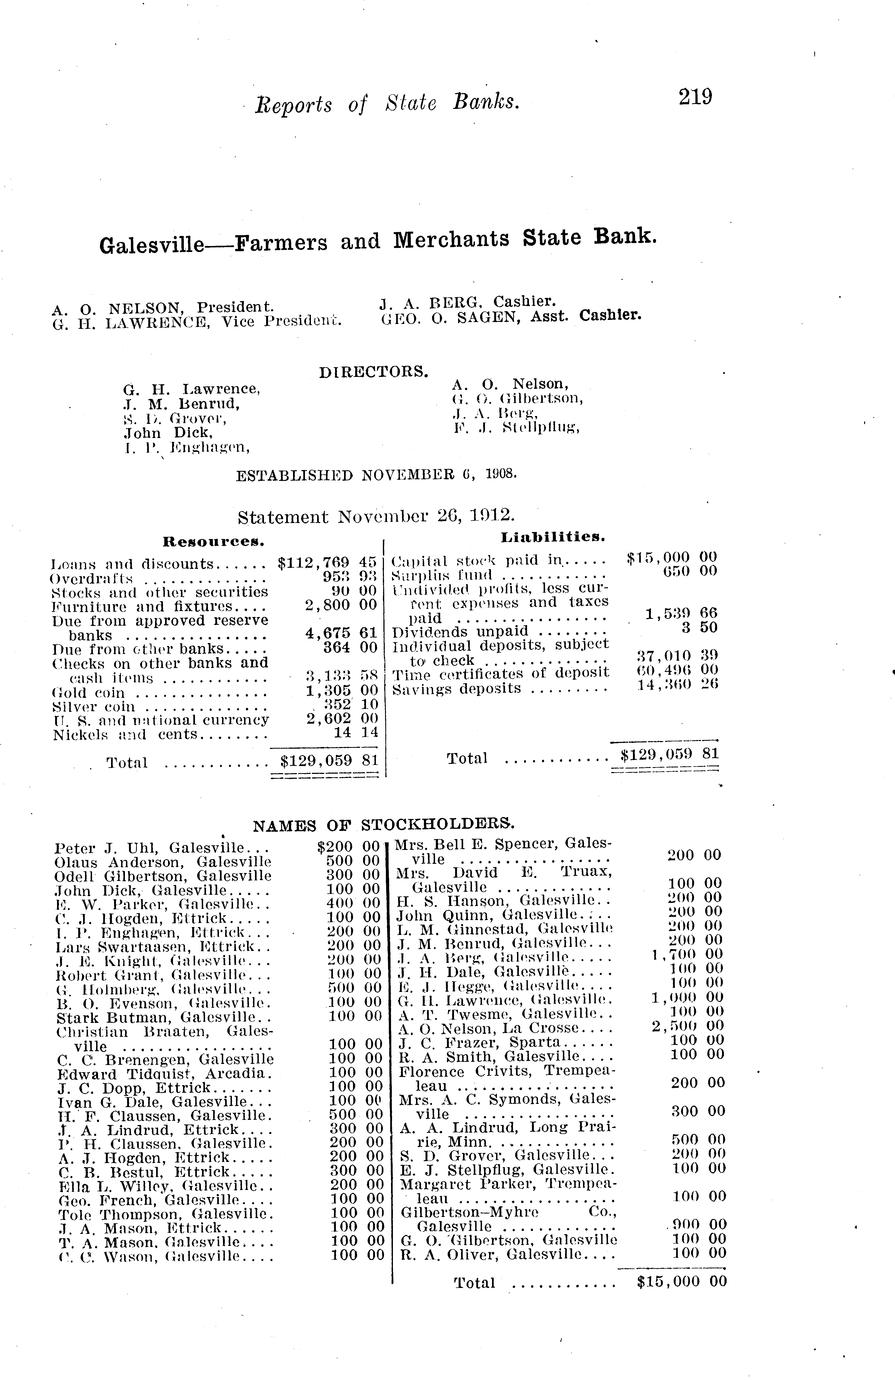 Reports of State Banks. 219
Galesville—Farmers and Merchants State Bank.
A. O. NELSON, President.
G. H. LAWRENCE, Vice President.
J. A. BERG, Cashier.
GEO. O. SAGEN, Asst. Cashier.
DIRECTORS.
G. H. Lawrence,
J. M. Benrud,
S. D. Grover,
John Dick,
I. P. Enghagen,
A. O. Nelson,
G. O. Gilbertson,
J. A. Berg,
F. J. Stellpflug,
ESTABLISHED NOVEMBER 6, 1908.
Statement November 26, 1912.
Resources.
Loans and discounts...... $112,769 45
Overdrafts .............. 953 93
Stocks and other securities 90 00
Furniture and fixtures.... 2,800 00
Due from approved reserve
banks ................ 4,675 61
Due from other banks..... 364 00
Checks on other banks and
cash items ............ 3,133 58
Gold coin ............... 1,305 00
Silver coin .............. 352 10
U. S. and national currency 2,602 00
Nickels and cents........ 14 14
Total ............ $129,059 81
Liabilities.
Capital stock paid in..... $15,000 00
Surplus fund ............ 650 00
Undivided profits, less cur-
rent expenses and taxes
paid ................. 1,539 66
Dividends unpaid ........ 3 50
Individual deposits, subject
to check .............. 37,010 39
Time certificates of deposit 60,496 00
Savings deposits ......... 14,360 26
Total ............ $129,059 81
NAMES OF STOCKHOLDERS.
Peter J. Uhl, Galesville... $200 00
Olaus Anderson, Galesville 500 00
Odell Gilbertson, Galesville 300 00
John Dick, Galesville..... 100 00
E. W. Parker, Galesville.. 400 00
C. J. Hogden, Ettrick..... 100 00
I. P. Enghagen, Ettrick... 200 00
Lars Swartaasen, Ettrick.. 200 00
J. E. Knight, Galesville... 200 00
Robert Grant, Galesville... 100 00
G. Holmberg, Galesville... 500 00
B. O. Evenson, Galesville. 100 00
Stark Butman, Galesville.. 100 00
Christian Braaten, Gales-
ville ................. 100 00
C. C. Brenengen, Galesville 100 00
Edward Tidquist, Arcadia. 100 00
J. C. Dopp, Ettrick....... 100 00
Ivan G. Dale, Galesville... 100 00
H. F. Claussen, Galesville. 500 00
J. A. Lindrud, Ettrick.... 300 00
P. H. Claussen, Galesville. 200 00
A. J. Hogden, Ettrick..... 200 00
C. B. Bestul, Ettrick..... 300 00
Ella L. Willey, Galesville.. 200 00
Geo. French, Galesville.... 100 00
Tole Thompson, Galesville. 100 00
J. A. Mason, Ettrick...... 100 00
T. A. Mason, Galesville.... 100 00
C. C. Wason, Galesville.... 100 00
Mrs. Bell E. Spencer, Gales-
ville ................. 200 00
Mrs. David E. Truax,
Galesville ............. 100 00
H. S. Hanson, Galesville.. 200 00
John Quinn, Galesville.... 200 00
L. M. Ginnestad, Galesville 200 00
J. M. Benrud, Galesville... 200 00
J. A. Berg, Galesville..... 1,700 00
J. H. Dale, Galesville..... 100 00
E. J. Hegge, Galesville.... 100 00
G. H. Lawrence, Galesville. 1,000 00
A. T. Twesme, Galesville.. 100 00
A. O. Nelson, La Crosse.... 2,500 00
J. C. Frazer, Sparta...... 100 00
R. A. Smith, Galesville.... 100 00
Florence Crivits, Trempea-
leau .................. 200 00
Mrs. A. C. Symonds, Gales-
ville ................. 300 00
A. A. Lindrud, Long Prai-
rie, Minn. ............. 500 00
S. D. Grover, Galesville... 200 00
E. J. Stellpflug, Galesville. 100 00
Margaret Parker, Trempea-
leau .................. 100 00
Gilbertson-Myhre Co.,
Galesville ............. 900 00
G. O. Gilbertson, Galesville 100 00
R. A. Oliver, Galesville.... 100 00
Total ............ $15,000 00